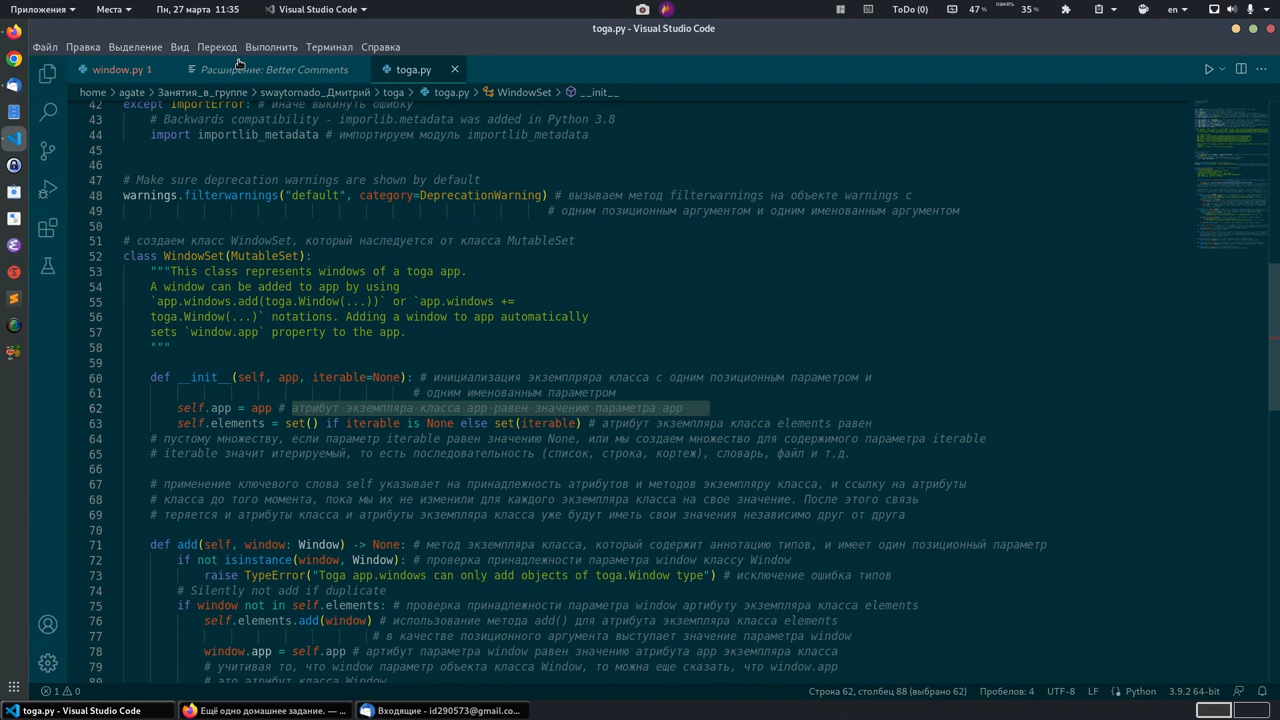 Приложения Места Пн, 27 марта 11:35 Visual Studio Code ToDo (0) 47 % память 35 % en
toga.py - Visual Studio Code
Файл Правка Выделение Вид Переход Выполнить Терминал Справка
window.py 1 Расширение: Better Comments toga.py
home > agate > Занятия_в_группе > swaytornado_Дмитрий > toga > toga.py > WindowSet > __init__
42 except ImportError: # иначе выкинуть ошибку
43 # Backwards compatibility - imporlib.metadata was added in Python 3.8
44 import importlib_metadata # импортируем модуль importlib_metadata
45
46
47 # Make sure deprecation warnings are shown by default
48 warnings.filterwarnings("default", category=DeprecationWarning) # вызываем метод filterwarnings на объекте warnings с
49 # одним позиционным аргументом и одним именованным аргументом
50
51 # создаем класс WindowSet, который наследуется от класса MutableSet
52 class WindowSet(MutableSet):
53 """This class represents windows of a toga app.
54 A window can be added to app by using
55 `app.windows.add(toga.Window(...))` or `app.windows +=
56 toga.Window(...)` notations. Adding a window to app automatically
57 sets `window.app` property to the app.
58 """
59
60 def __init__(self, app, iterable=None): # инициализация экземпляра класса с одним позиционным параметром и
61 # одним именованным параметром
62 self.app = app # атрибут экземпляра класса app равен значению параметра app
63 self.elements = set() if iterable is None else set(iterable) # атрибут экземпляра класса elements равен
64 # пустому множеству, если параметр iterable равен значению None, или мы создаем множество для содержимого параметра iterable
65 # iterable значит итерируемый, то есть последовательность (список, строка, кортеж), словарь, файл и т.д.
66
67 # применение ключевого слова self указывает на принадлежность атрибутов и методов экземпляру класса, и ссылку на атрибуты
68 # класса до того момента, пока мы их не изменили для каждого экземпляра класса на свое значение. После этого связь
69 # теряется и атрибуты класса и атрибуты экземпляра класса уже будут иметь свои значения независимо друг от друга
70
71 def add(self, window: Window) -> None: # метод экземпляра класса, который содержит аннотацию типов, и имеет один позиционный параметр
72 if not isinstance(window, Window): # проверка принадлежности параметра window классу Window
73 raise TypeError("Toga app.windows can only add objects of toga.Window type") # исключение ошибка типов
74 # Silently not add if duplicate
75 if window not in self.elements: # проверка принадлежности параметра window артибуту экземпляра класса elements
76 self.elements.add(window) # использование метода add() для атрибута экземпляра класса elements
77 # в качестве позиционного аргумента выступает значение параметра window
78 window.app = self.app # артибут параметра window равен значению атрибута app экземпляра класса
79 # учитывая то, что window параметр объекта класса Window, то можно еще сказать, что window.app
80 # это атрибут класса Window
1 0 Строка 62, столбец 88 (выбрано 62) Пробелов: 4 UTF-8 LF Python 3.9.2 64-bit
toga.py - Visual Studio Code Ещё одно домашнее задание. — ... Входящие - id290573@gmail.co...